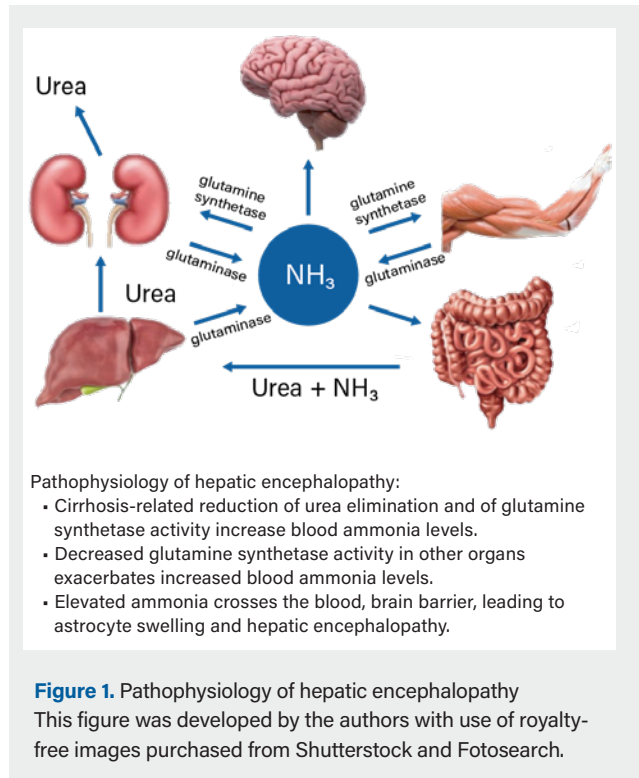 Urea
glutamine
synthetase
glutamine
synthetase
glutaminase
NH₃
glutaminase
Urea
glutaminase
Urea + NH₃
Pathophysiology of hepatic encephalopathy:
• Cirrhosis-related reduction of urea elimination and of glutamine
synthetase activity increase blood ammonia levels.
• Decreased glutamine synthetase activity in other organs
exacerbates increased blood ammonia levels.
• Elevated ammonia crosses the blood, brain barrier, leading to
astrocyte swelling and hepatic encephalopathy.
Figure 1. Pathophysiology of hepatic encephalopathy
This figure was developed by the authors with use of royalty-
free images purchased from Shutterstock and Fotosearch.